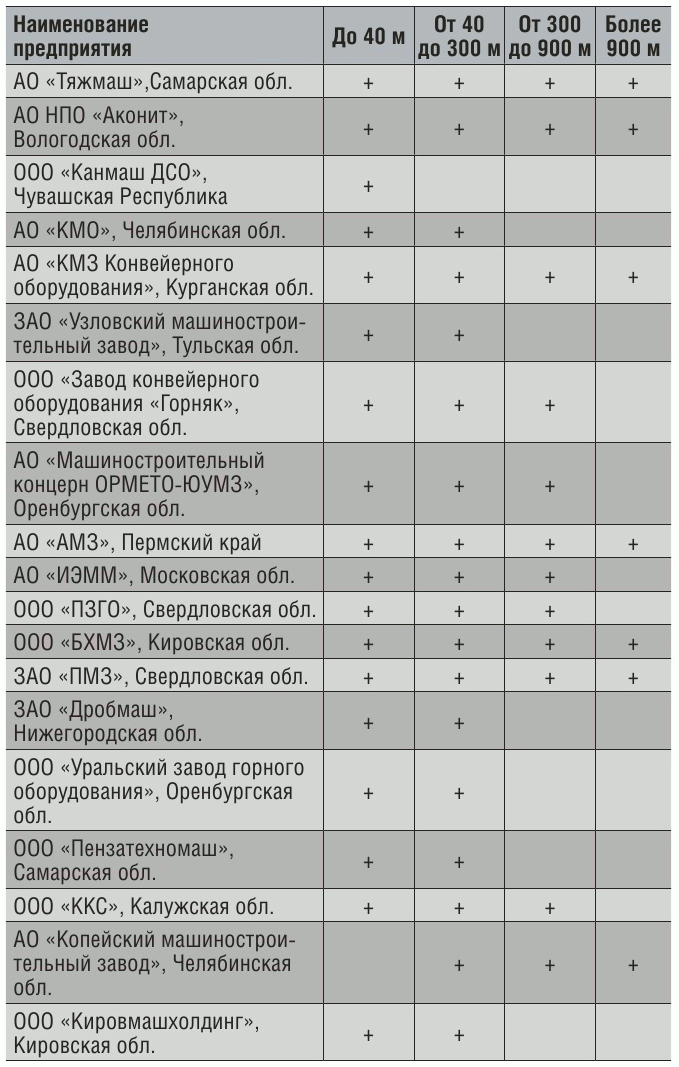 Наименование
предприятия
До 40 м
От 40
до 300 м
От 300
до 900 м
Более
900 м
АО «Тяжмаш»,Самарская обл.
+ + + +
АО НПО «Аконит»,
Вологодская обл.
+ + + +
ООО «Канмаш ДСО»,
Чувашская Республика
+
АО «КМО», Челябинская обл.
+ +
АО «КМЗ Конвейерного
оборудования», Курганская обл.
+ + + +
ЗАО «Узловский машинострои-
тельный завод», Тульская обл.
+ +
ООО «Завод конвейерного
оборудования «Горняк»,
Свердловская обл.
+ + +
АО «Машиностроительный
концерн ОРМЕТО-ЮУМЗ»,
Оренбургская обл.
+ + +
АО «АМЗ», Пермский край
+ + + +
АО «ИЭММ», Московская обл.
+ + +
ООО «ПЗГО», Свердловская обл.
+ + +
ООО «БХМЗ», Кировская обл.
+ + + +
ЗАО «ПМЗ», Свердловская обл.
+ + + +
ЗАО «Дробмаш»,
Нижегородская обл.
+ +
ООО «Уральский завод горного
оборудования», Оренбургская
обл.
+ +
ООО «Пензатехномаш»,
Самарская обл.
+ +
ООО «ККС», Калужская обл.
+ + +
АО «Копейский машинострои-
тельный завод», Челябинская
обл.
+ + +
ООО «Кировмашхолдинг»,
Кировская обл.
+ +